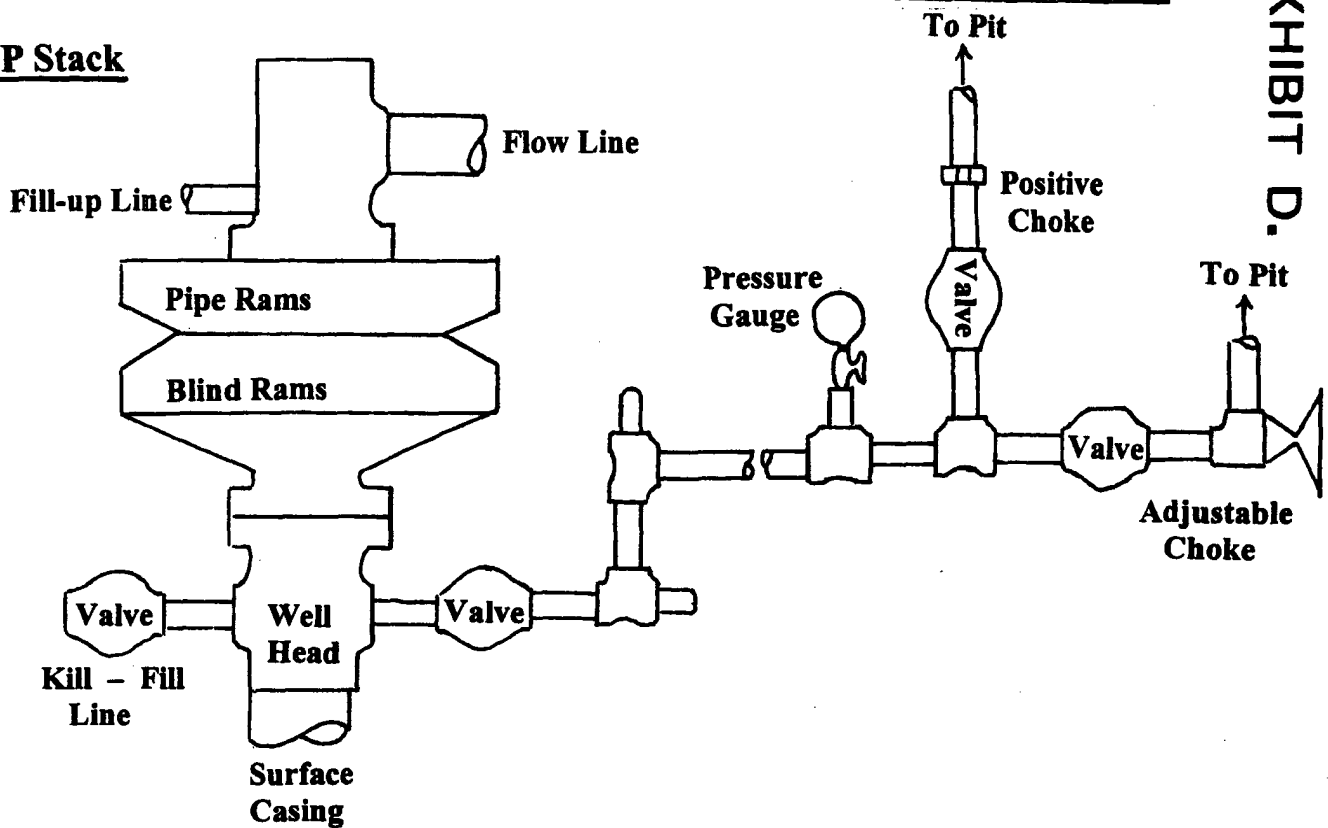 P Stack
To Pit
KHIBIT D.
Flow Line
Fill-up Line
Positive
Choke
Pipe Rams
Pressure
Gauge
Valve
To Pit
Blind Rams
Valve
Adjustable
Choke
Valve
Well
Head
Valve
Kill – Fill
Line
Surface
Casing